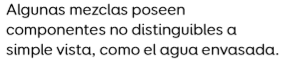 Algunas mezclas poseen
componentes no distinguibles a
simple vista, como el agua envasada.